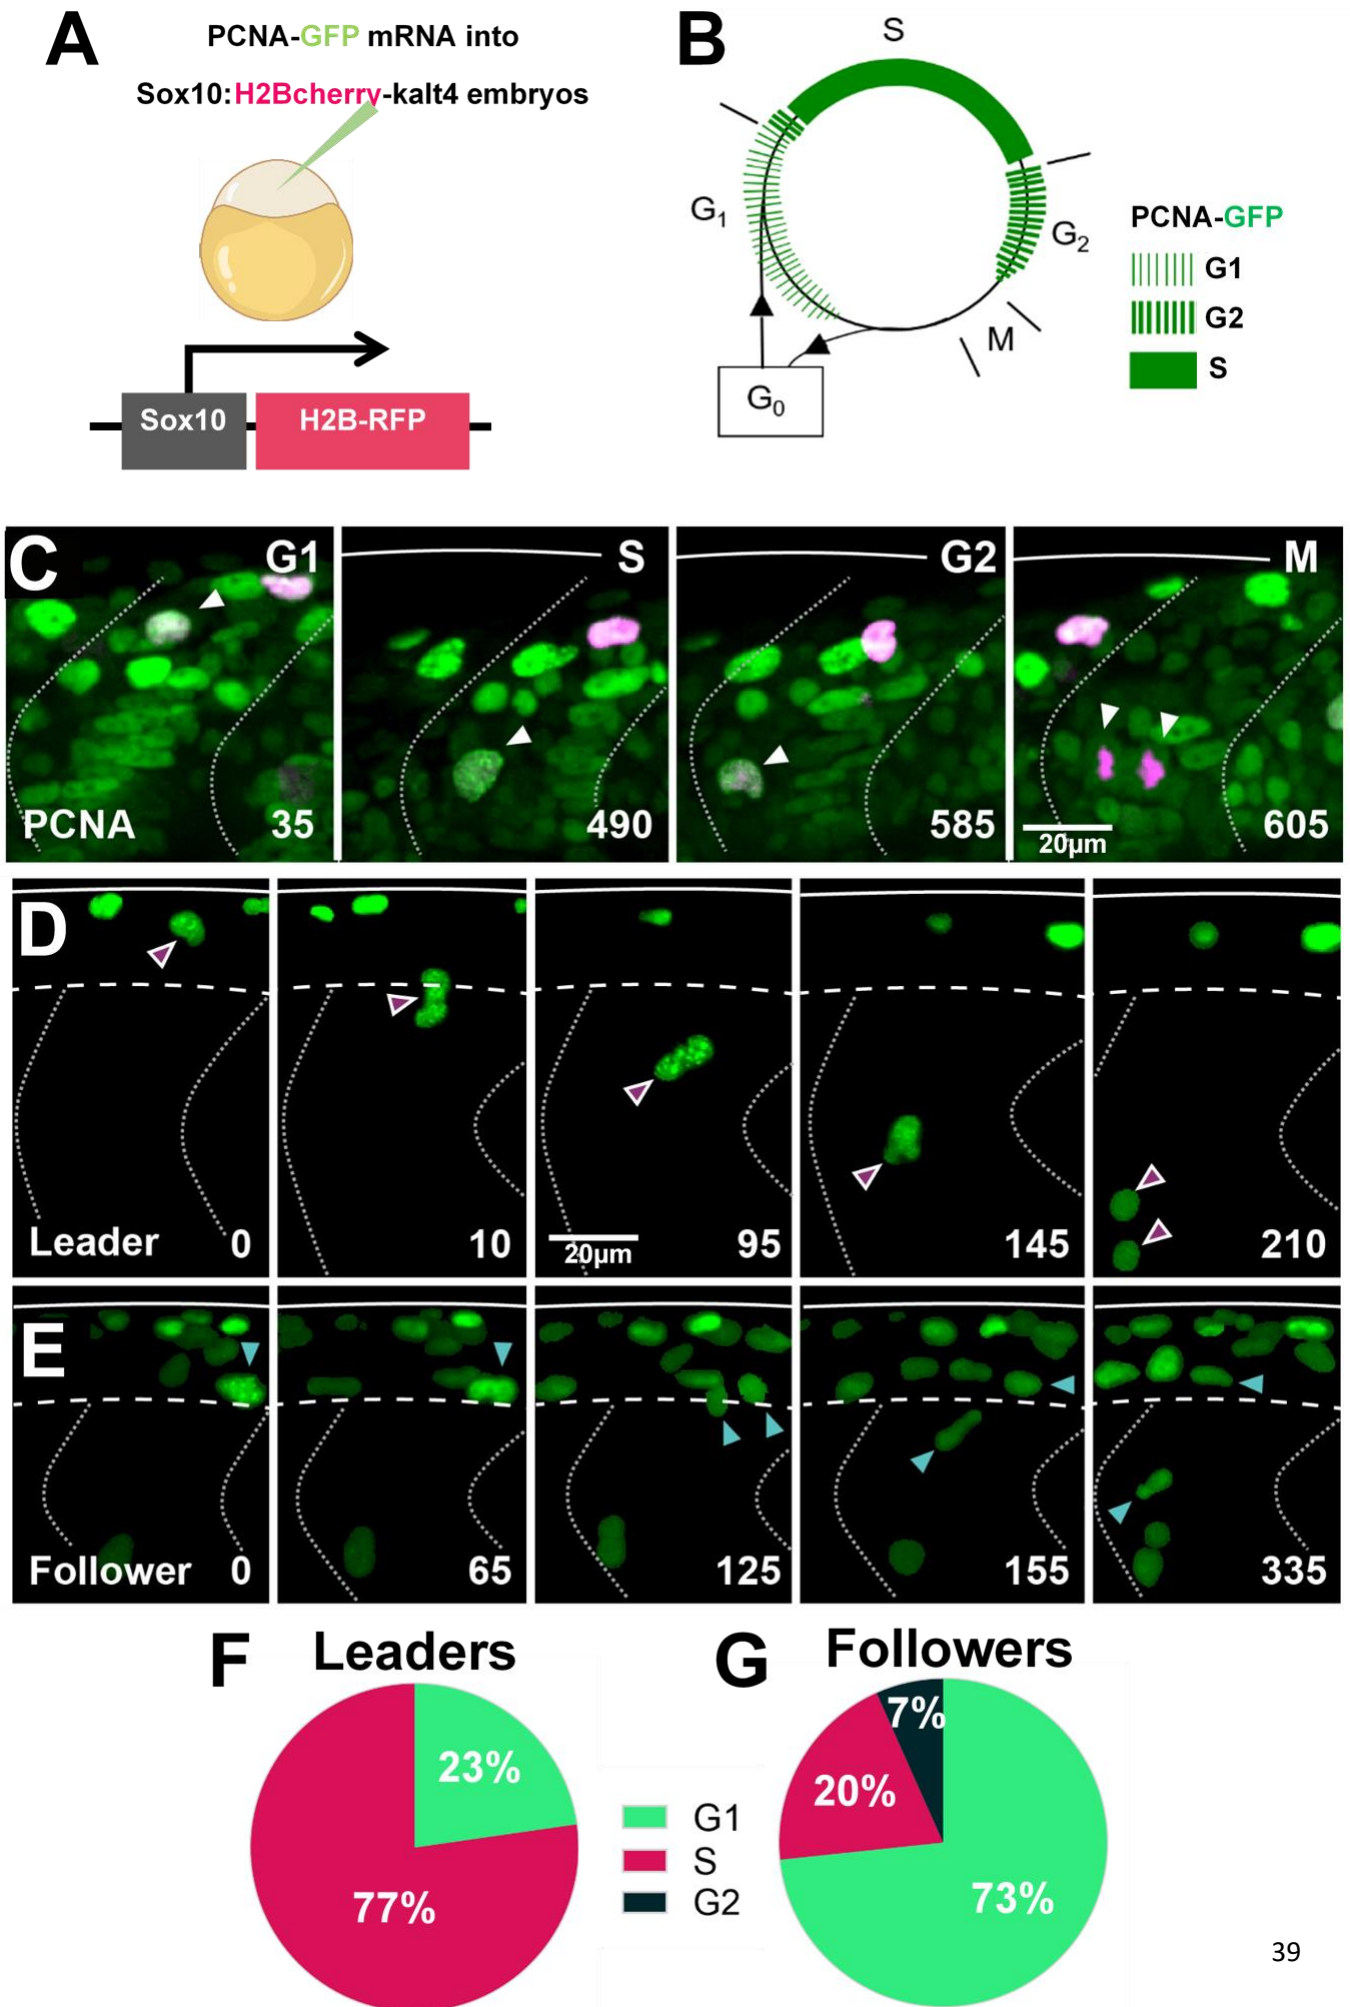 A
PCNA-GFP mRNA into
Sox10:H2Bcherry-kalt4 embryos
Sox10
H2B-RFP
B
S
G1
G2
M
G0
PCNA-GFP
G1
G2
S
C
G1
S
G2
M
PCNA
35
490
585
20µm
605
D
Leader
0
10
20µm
95
145
210
E
Follower
0
65
125
155
335
F
Leaders
G
Followers
23%
77%
G1
S
G2
7%
20%
73%
39